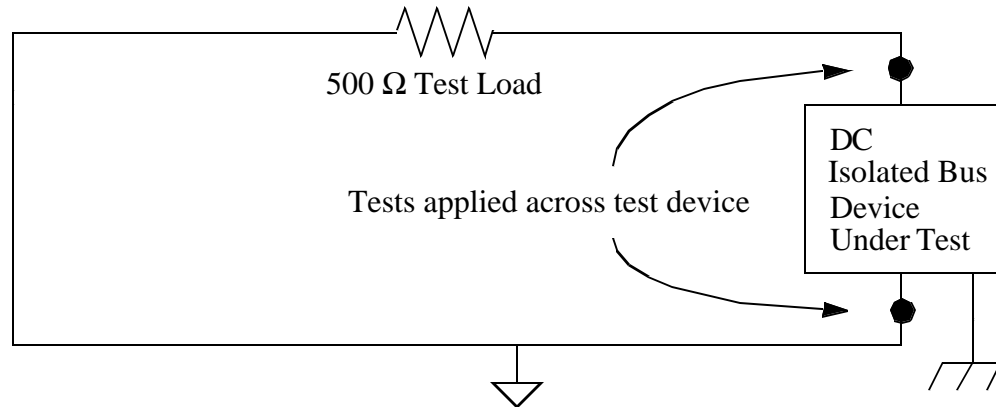 500 Ω Test Load
DC
Isolated Bus
Device
Under Test
Tests applied across test device